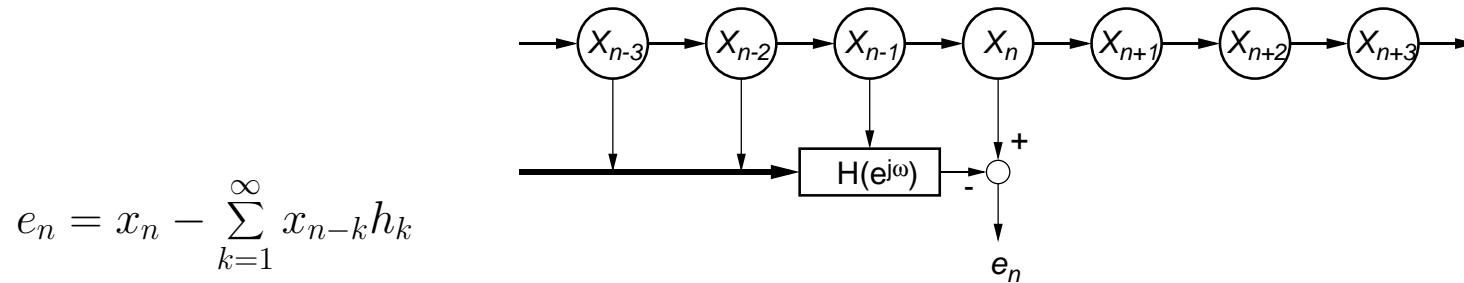 X_{n-3} X_{n-2} X_{n-1} X_n X_{n+1} X_{n+2} X_{n+3}
+
H(e^{jω})
-
e_n = x_n - \sum_{k=1}^{\infty} x_{n-k} h_k
e_n